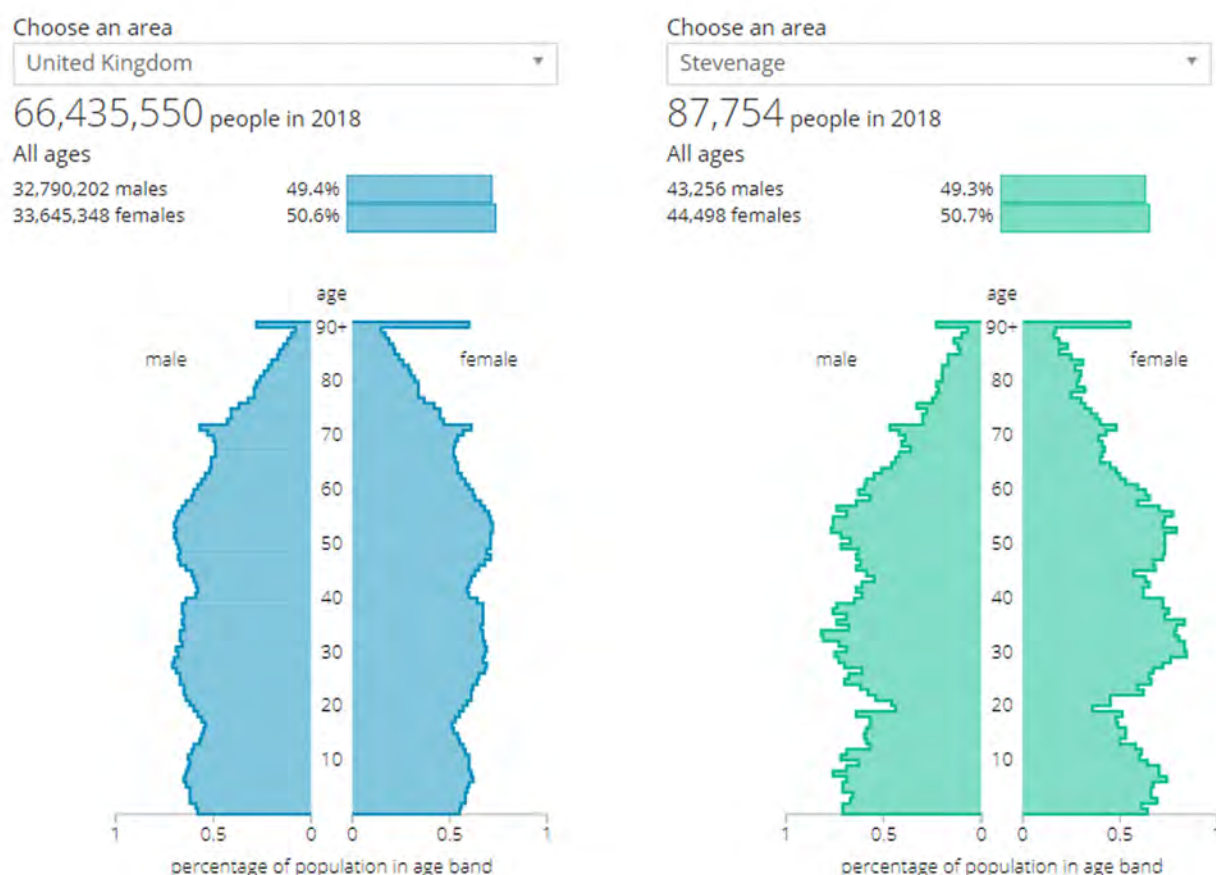 Choose an area
United Kingdom
66,435,550 people in 2018
All ages
32,790,202 males 49.4%
33,645,348 females 50.6%
age
90+
male
female
80
70
60
50
40
30
20
10
1 0.5 0 0 0.5 1
percentage of population in age band
Choose an area
Stevenage
87,754 people in 2018
All ages
43,256 males 49.3%
44,498 females 50.7%
age
90+
male
female
80
70
60
50
40
30
20
10
1 0.5 0 0 0.5 1
percentage of population in age band